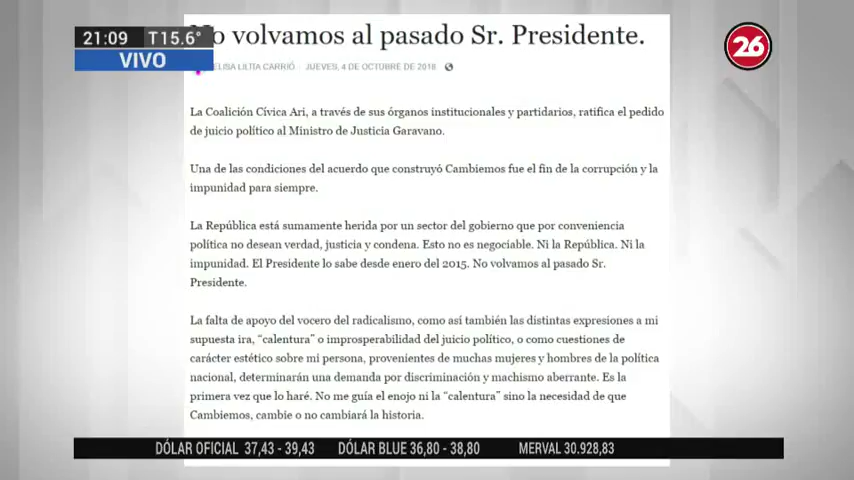 21:09 T15.6°
VIVO
26
No volvamos al pasado Sr. Presidente.
ELISA LILITA CARRIÓ JUEVES, 4 DE OCTUBRE DE 2018
La Coalición Cívica Ari, a través de sus órganos institucionales y partidarios, ratifica el pedido
de juicio político al Ministro de Justicia Garavano.
Una de las condiciones del acuerdo que construyó Cambiemos fue el fin de la corrupción y la
impunidad para siempre.
La República está sumamente herida por un sector del gobierno que por conveniencia
política no desean verdad, justicia y condena. Esto no es negociable. Ni la República. Ni la
impunidad. El Presidente lo sabe desde enero del 2015. No volvamos al pasado Sr.
Presidente.
La falta de apoyo del vocero del radicalismo, como así también las distintas expresiones a mi
supuesta ira, “calentura” o improsperabilidad del juicio político, o como cuestiones de
carácter estético sobre mi persona, provenientes de muchas mujeres y hombres de la política
nacional, determinarán una demanda por discriminación y machismo aberrante. Es la
primera vez que lo haré. No me guía el enojo ni la “calentura” sino la necesidad de que
Cambiemos, cambie o no cambiará la historia.
DÓLAR OFICIAL 37,43 - 39,43 DÓLAR BLUE 36,80 - 38,80 MERVAL 30.928,83